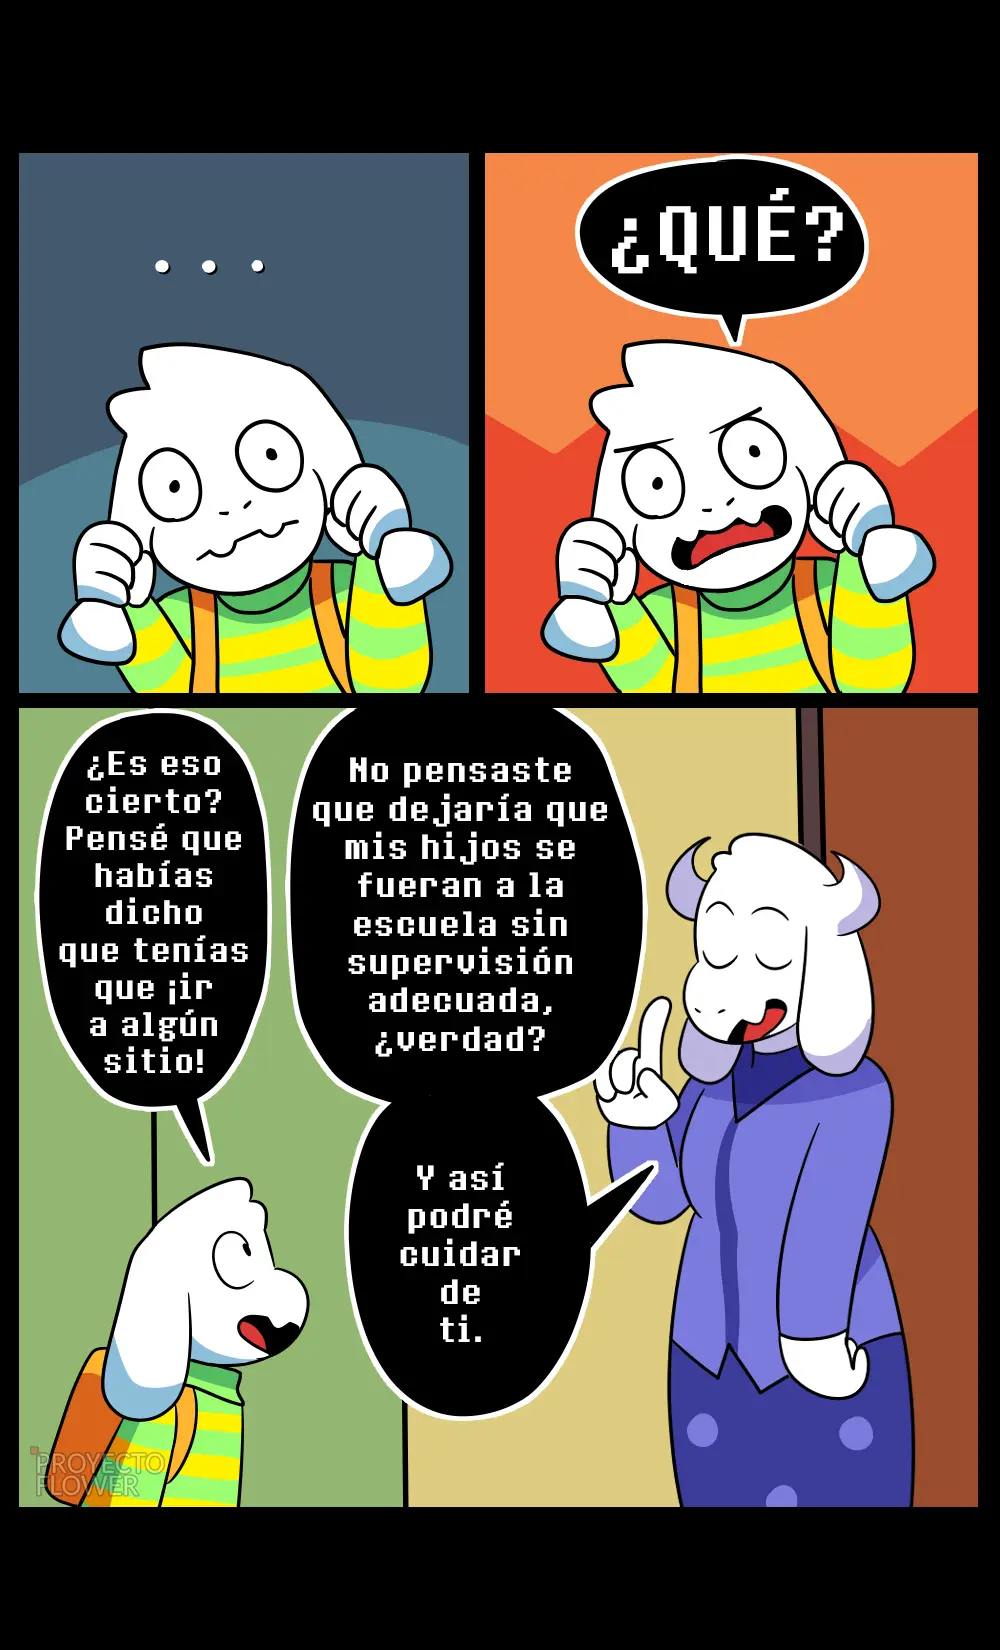 ...
¿QUÉ?
¿Es eso
cierto?
Pensé que
habías
dicho
que tenías
que ¡ir
a algún
sitio!
No pensaste
que dejaría que
mis hijos se
fueran a la
escuela sin
supervisión
adecuada,
¿verdad?
Y así
podré
cuidar
de
ti.
PROYECTO
FLOWER